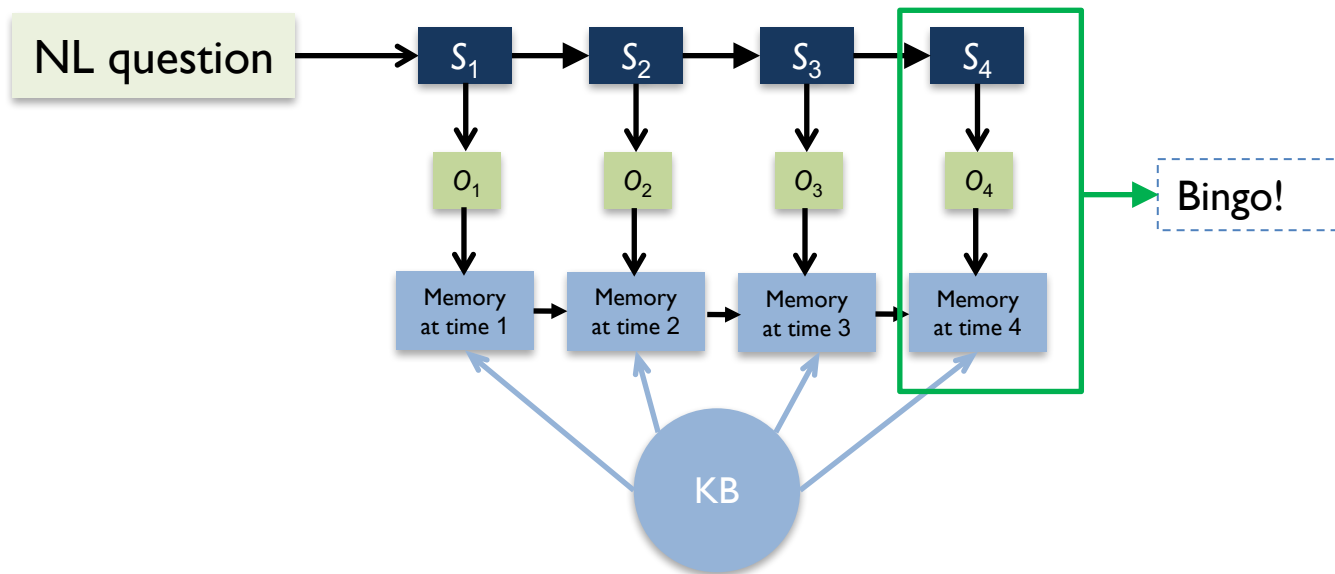 NL question
S₁
S₂
S₃
S₄
o₁
o₂
o₃
o₄
Bingo!
Memory
at time 1
Memory
at time 2
Memory
at time 3
Memory
at time 4
KB